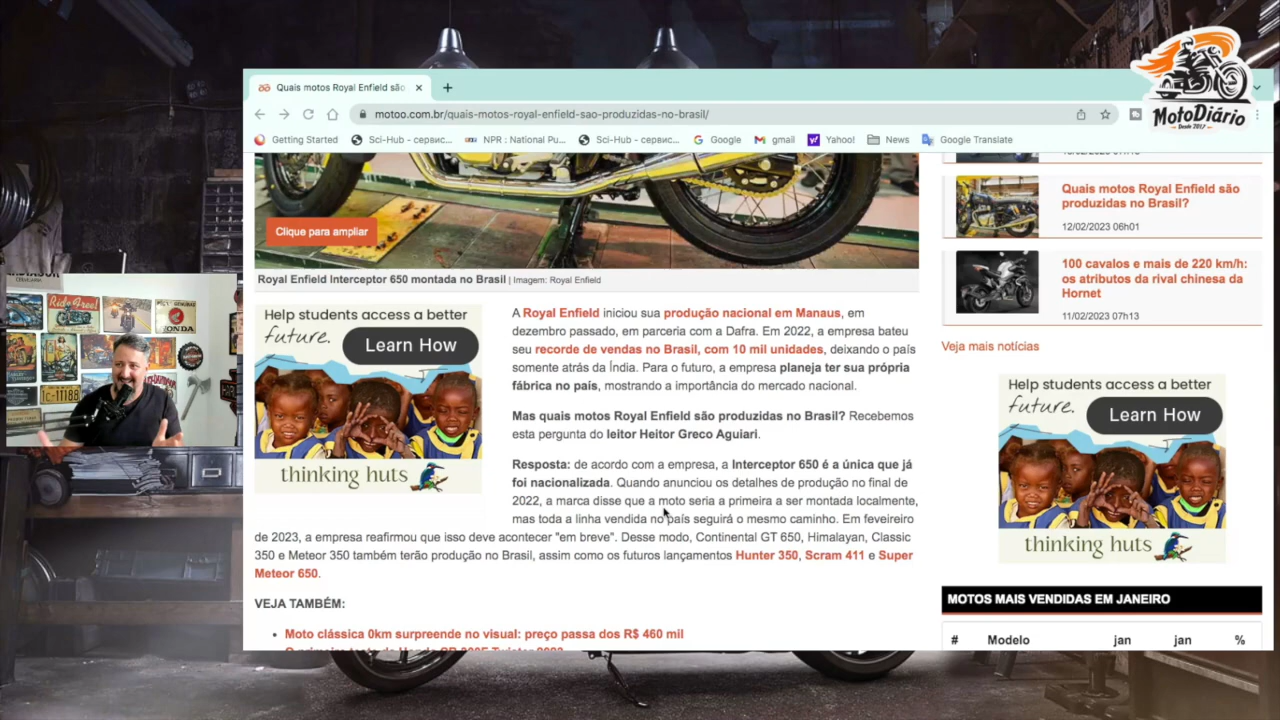 MotoDiário
Desde 2017
Quais motos Royal Enfield são
motoo.com.br/quais-motos-royal-enfield-sao-produzidas-no-brasil/
Getting Started
Sci-Hub - сервис...
NPR : National Pu...
Sci-Hub - сервис...
Google
gmail
Yahoo!
News
Google Translate
Clique para ampliar
Royal Enfield Interceptor 650 montada no Brasil | Imagem: Royal Enfield
Help students access a better
future.
Learn How
thinking huts
A Royal Enfield iniciou sua produção nacional em Manaus, em
dezembro passado, em parceria com a Dafra. Em 2022, a empresa bateu
seu recorde de vendas no Brasil, com 10 mil unidades, deixando o país
somente atrás da Índia. Para o futuro, a empresa planeja ter sua própria
fábrica no país, mostrando a importância do mercado nacional.
Mas quais motos Royal Enfield são produzidas no Brasil? Recebemos
esta pergunta do leitor Heitor Greco Aguiari.
Resposta: de acordo com a empresa, a Interceptor 650 é a única que já
foi nacionalizada. Quando anunciou os detalhes de produção no final de
2022, a marca disse que a moto seria a primeira a ser montada localmente,
mas toda a linha vendida no país seguirá o mesmo caminho. Em feveireiro
de 2023, a empresa reafirmou que isso deve acontecer "em breve". Desse modo, Continental GT 650, Himalayan, Classic
350 e Meteor 350 também terão produção no Brasil, assim como os futuros lançamentos Hunter 350, Scram 411 e Super
Meteor 650.
VEJA TAMBÉM:
Moto clássica 0km surpreende no visual: preço passa dos R$ 460 mil
Quais motos Royal Enfield são
produzidas no Brasil?
12/02/2023 06h01
100 cavalos e mais de 220 km/h:
os atributos da rival chinesa da
Hornet
11/02/2023 07h13
Veja mais notícias
Help students access a better
future.
Learn How
thinking huts
MOTOS MAIS VENDIDAS EM JANEIRO
# Modelo jan jan %
Ride Free!
HONDA
1C-11188